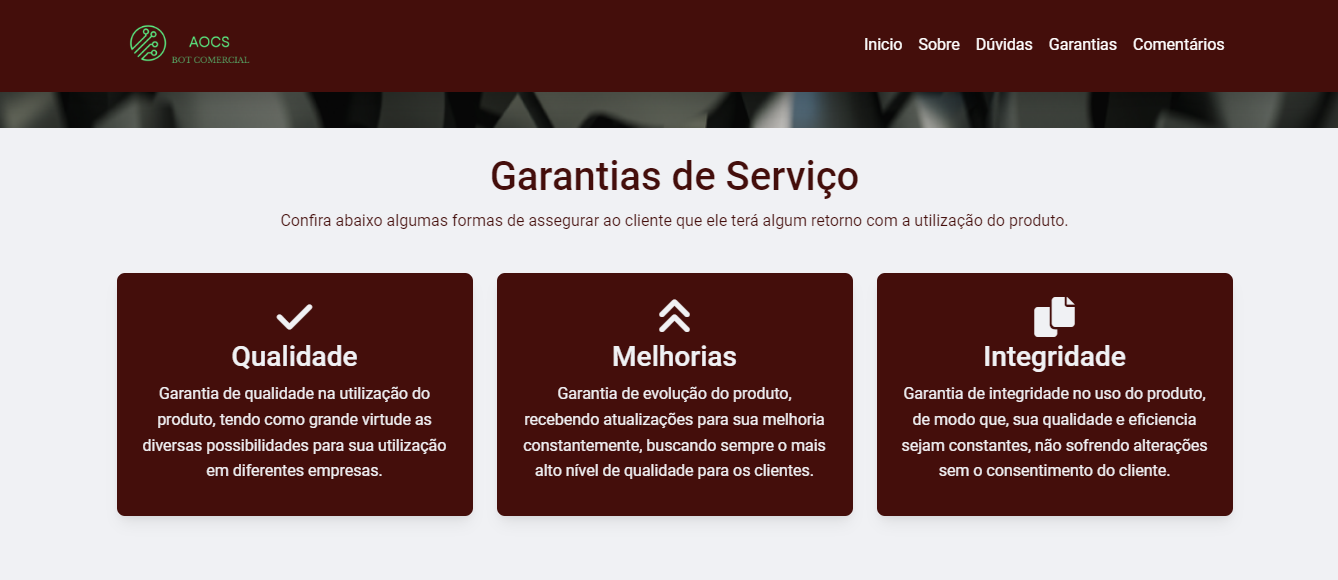 AOCS
BOT COMERCIAL
Inicio Sobre Dúvidas Garantias Comentários
Garantias de Serviço
Confira abaixo algumas formas de assegurar ao cliente que ele terá algum retorno com a utilização do produto.
Qualidade
Garantia de qualidade na utilização do
produto, tendo como grande virtude as
diversas possibilidades para sua utilização
em diferentes empresas.
Melhorias
Garantia de evolução do produto,
recebendo atualizações para sua melhoria
constantemente, buscando sempre o mais
alto nível de qualidade para os clientes.
Integridade
Garantia de integridade no uso do produto,
de modo que, sua qualidade e eficiencia
sejam constantes, não sofrendo alterações
sem o consentimento do cliente.